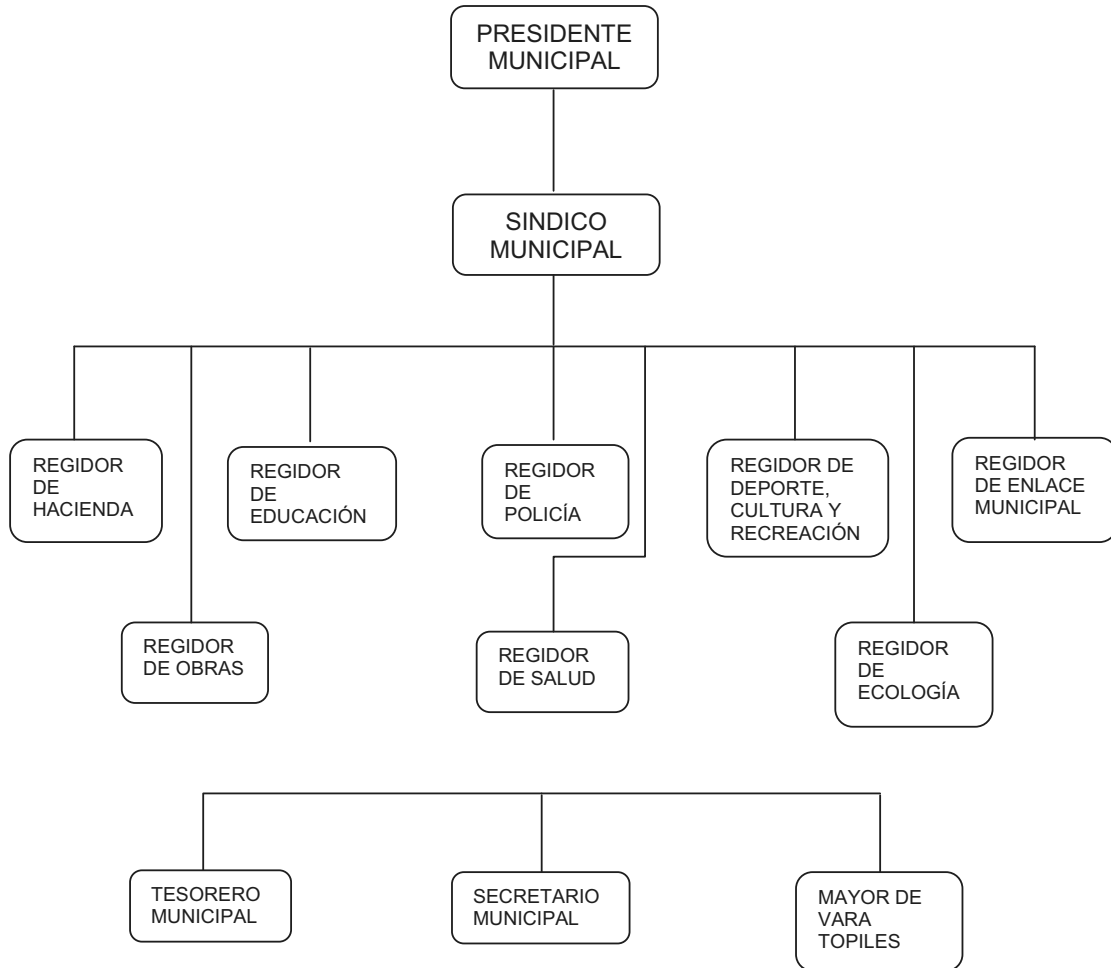 PRESIDENTE
MUNICIPAL
SINDICO
MUNICIPAL
REGIDOR
DE
HACIENDA
REGIDOR
DE
EDUCACIÓN
REGIDOR
DE
POLICÍA
REGIDOR DE
DEPORTE,
CULTURA Y
RECREACIÓN
REGIDOR
DE ENLACE
MUNICIPAL
REGIDOR
DE OBRAS
REGIDOR
DE SALUD
REGIDOR
DE
ECOLOGÍA
TESORERO
MUNICIPAL
SECRETARIO
MUNICIPAL
MAYOR DE
VARA
TOPILES